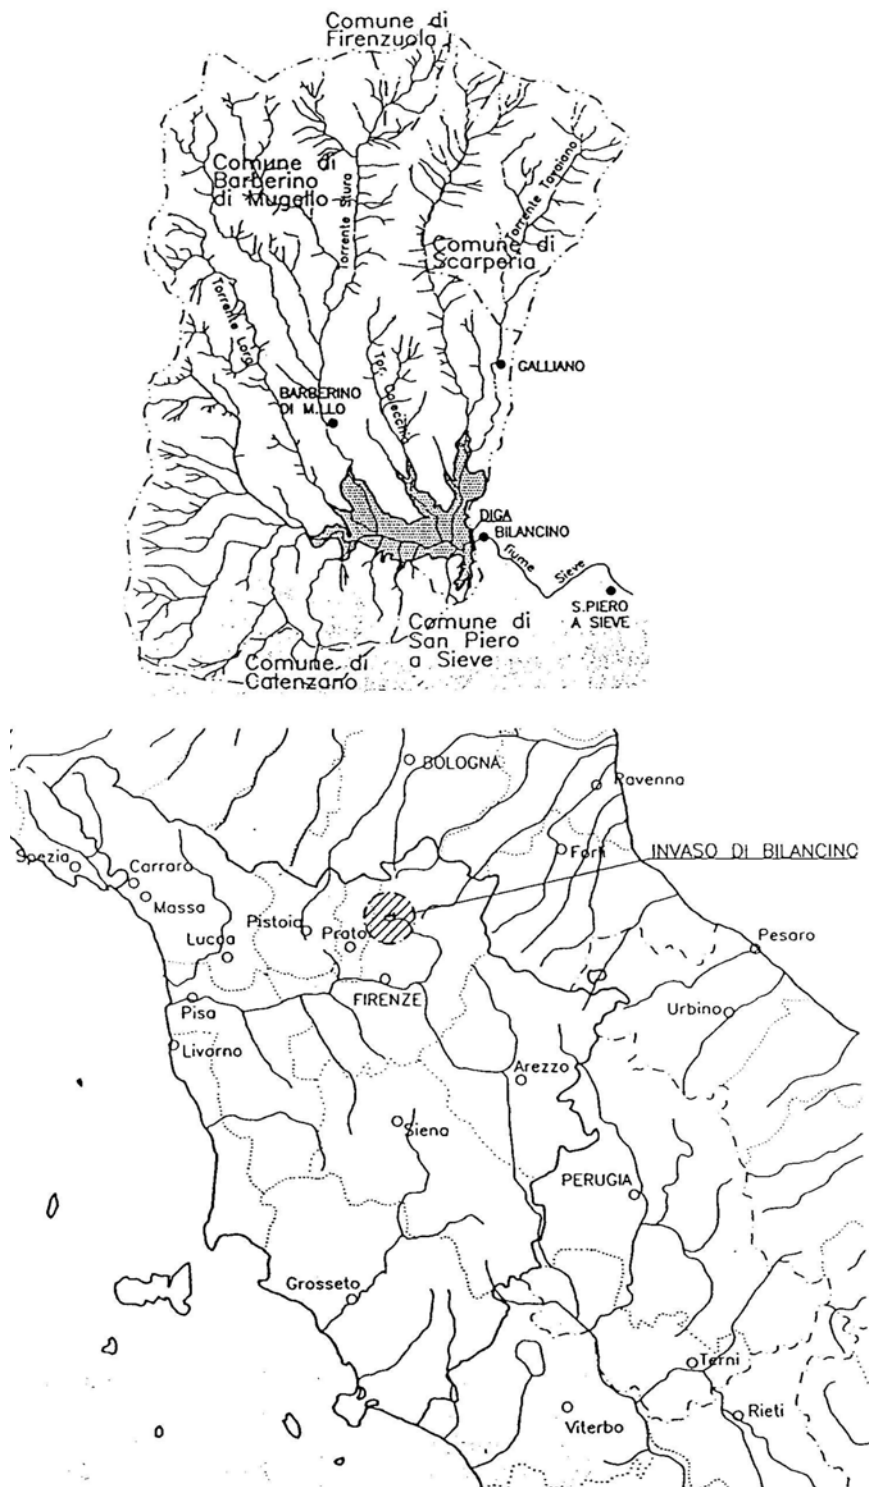 Comune di
Firenzuola
Comune di
Barberino
di Mugello
Torrente Stura
Torrente Tavaiano
Comune di
Scarperia
Torrente Lora
Tor. Calecchi
GALLIANO
BARBERINO
DI M.LLO
DIGA
BILANCINO
fiume Sieve
S.PIERO
A SIEVE
Comune di
San Piero
a Sieve
Comune di
Calenzano
BOLOGNA
Ravenna
Spezia
Forlì
INVASO DI BILANCINO
Carrara
Massa
Pistoia
Prato
Lucca
Pesaro
FIRENZE
Pisa
Urbino
Livorno
Arezzo
Siena
PERUGIA
Grosseto
Terni
Viterbo
Rieti